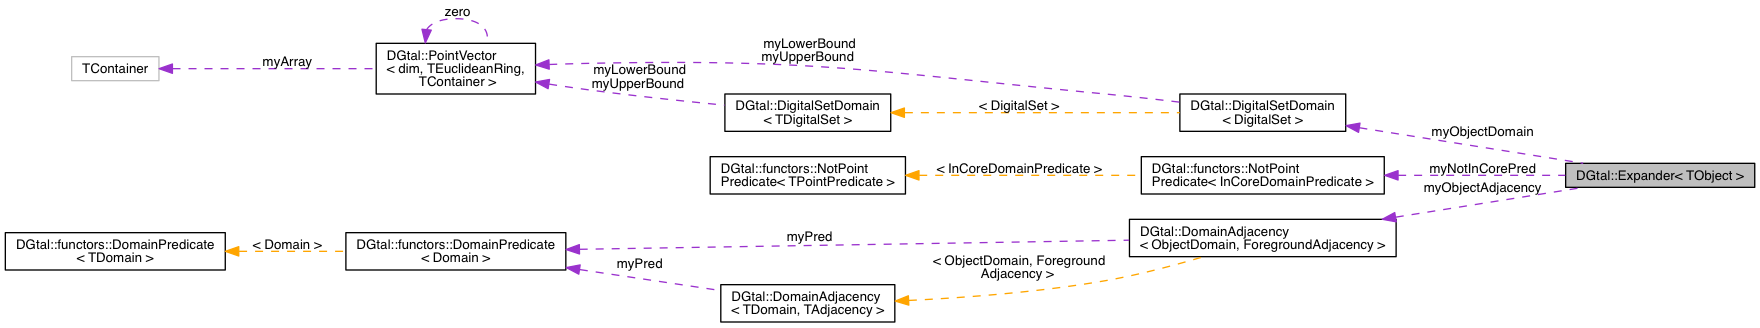 zero
TContainer
myArray
DGtal::PointVector
< dim, TEuclideanRing,
TContainer >
myLowerBound
myUpperBound
myLowerBound
myUpperBound
DGtal::DigitalSetDomain
< TDigitalSet >
< DigitalSet >
DGtal::DigitalSetDomain
< DigitalSet >
myObjectDomain
DGtal::functors::NotPoint
Predicate< TPointPredicate >
< InCoreDomainPredicate >
DGtal::functors::NotPoint
Predicate< InCoreDomainPredicate >
myNotInCorePred
myObjectAdjacency
DGtal::Expander< TObject >
DGtal::functors::DomainPredicate
< TDomain >
< Domain >
DGtal::functors::DomainPredicate
< Domain >
myPred
myPred
DGtal::DomainAdjacency
< ObjectDomain, ForegroundAdjacency >
< ObjectDomain, Foreground
Adjacency >
DGtal::DomainAdjacency
< TDomain, TAdjacency >